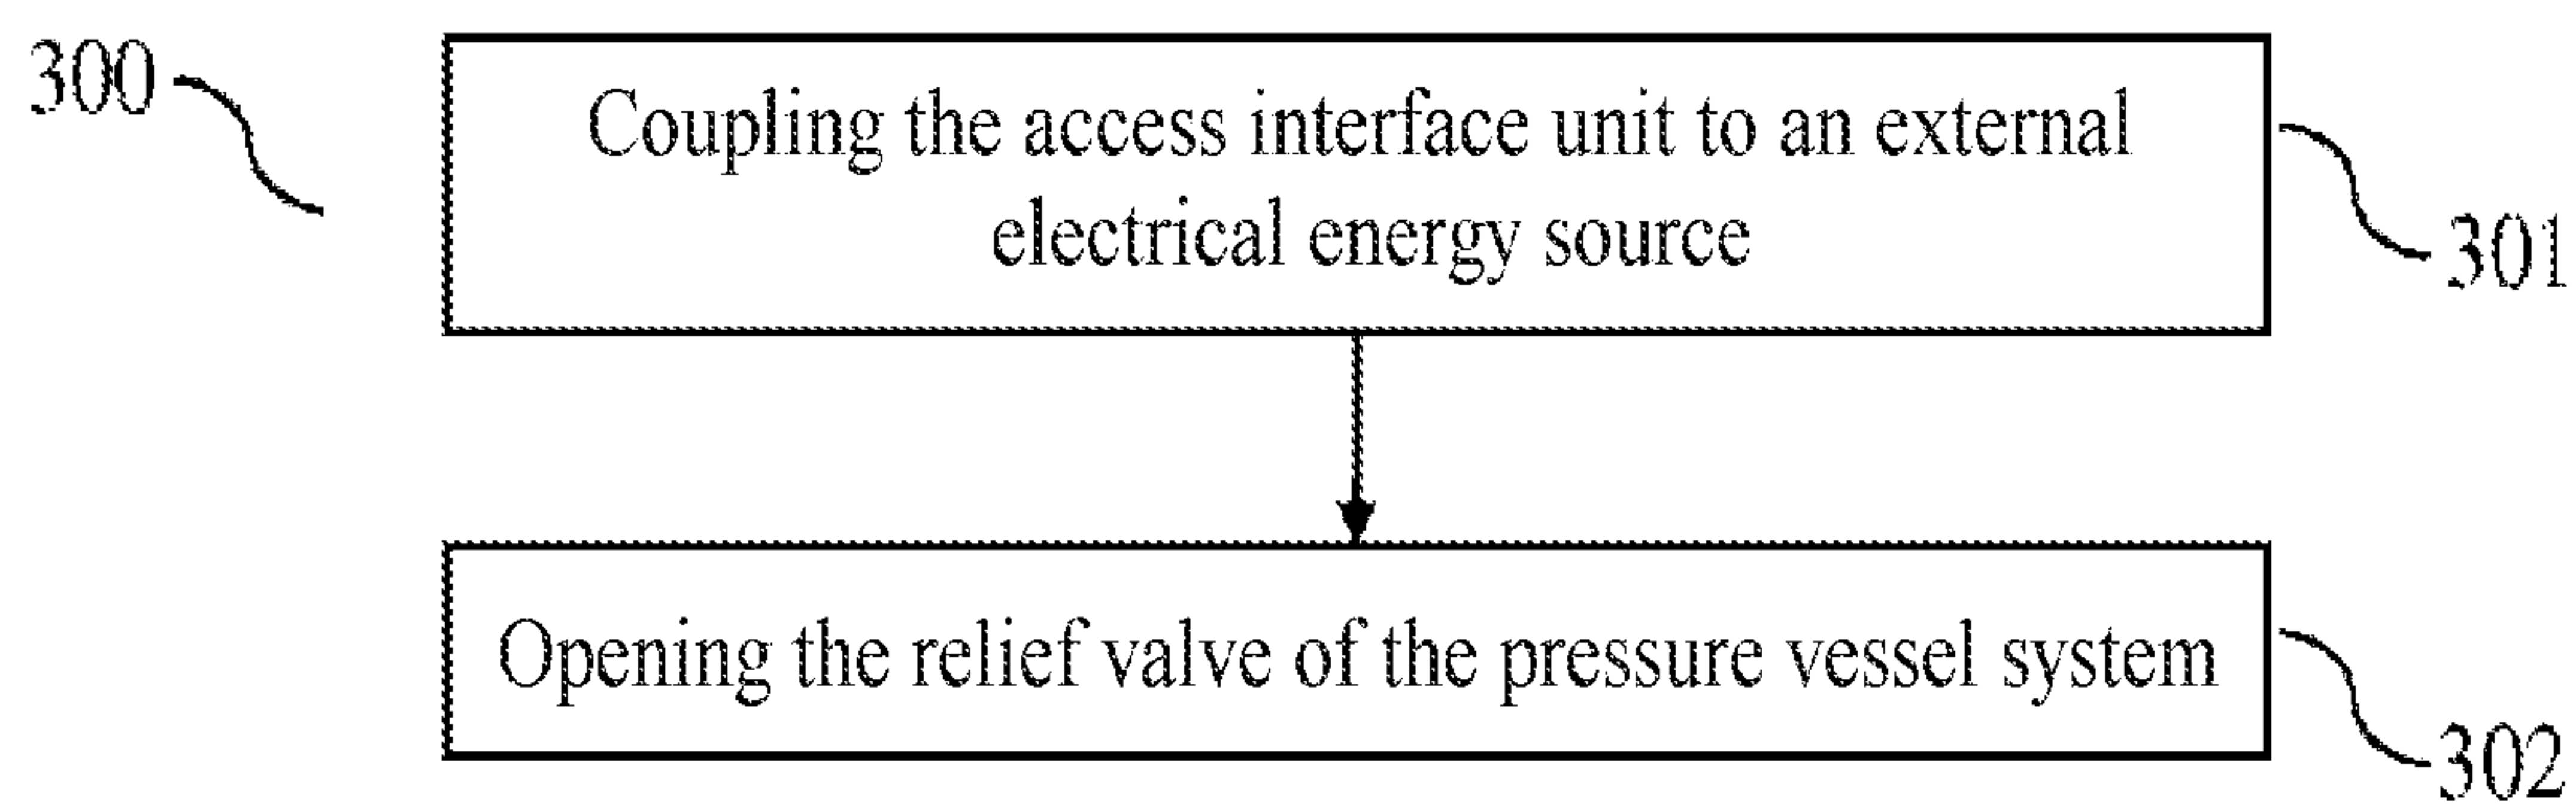 300
Coupling the access interface unit to an external
electrical energy source
301
Opening the relief valve of the pressure vessel system
302